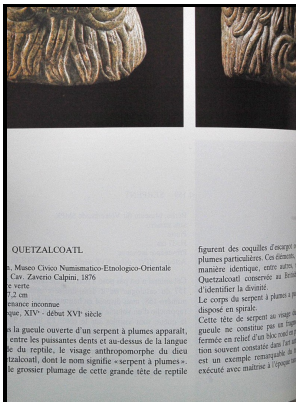 QUETZALCOATL
Museo Civico Numismatico-Etnologico-Orientale
Cav. Zaverio Calpini, 1876
verte
7,2 cm
inconnue
XIVᵉ - début XVIᵉ siècle
la gueule ouverte d'un serpent à plumes apparaît,
entre les puissantes dents et au-dessus de la langue
du reptile, le visage anthropomorphe du dieu
dont le nom signifie « serpent à plumes ».
le grossier plumage de cette grande tête de reptile
figurent des coquilles d'escargot
plumes particulières. Ces éléments,
manière identique, entre autres,
Quetzalcoatl conservée au
d'identifier la divinité.
Le corps du serpent à plumes a
disposé en spirale.
Cette tête de serpent au visage
gueule ne constitue pas un
fermée en relief d'un bloc rond
tion souvent constatée dans l'art
est un exemple remarquable de
exécuté avec maîtrise à l'époque